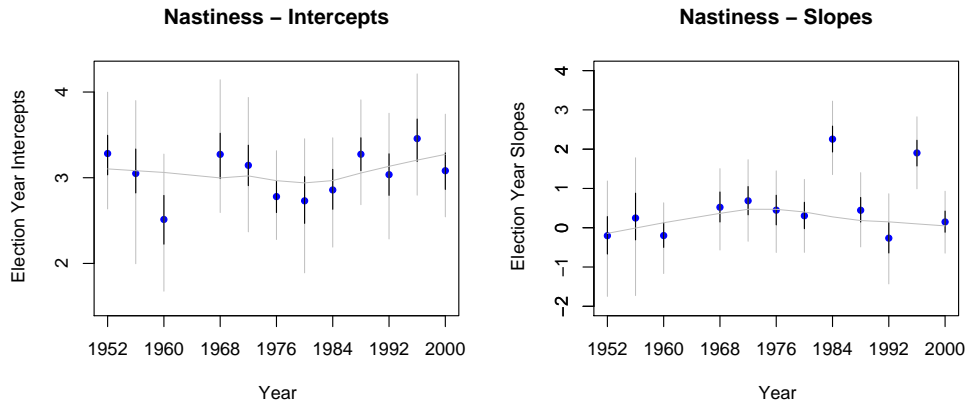 Nastiness − Intercepts
Election Year Intercepts
4
3
2
1952 1960 1968 1976 1984 1992 2000
Year
Nastiness − Slopes
Election Year Slopes
4
3
2
1
0
−1
−2
1952 1960 1968 1976 1984 1992 2000
Year